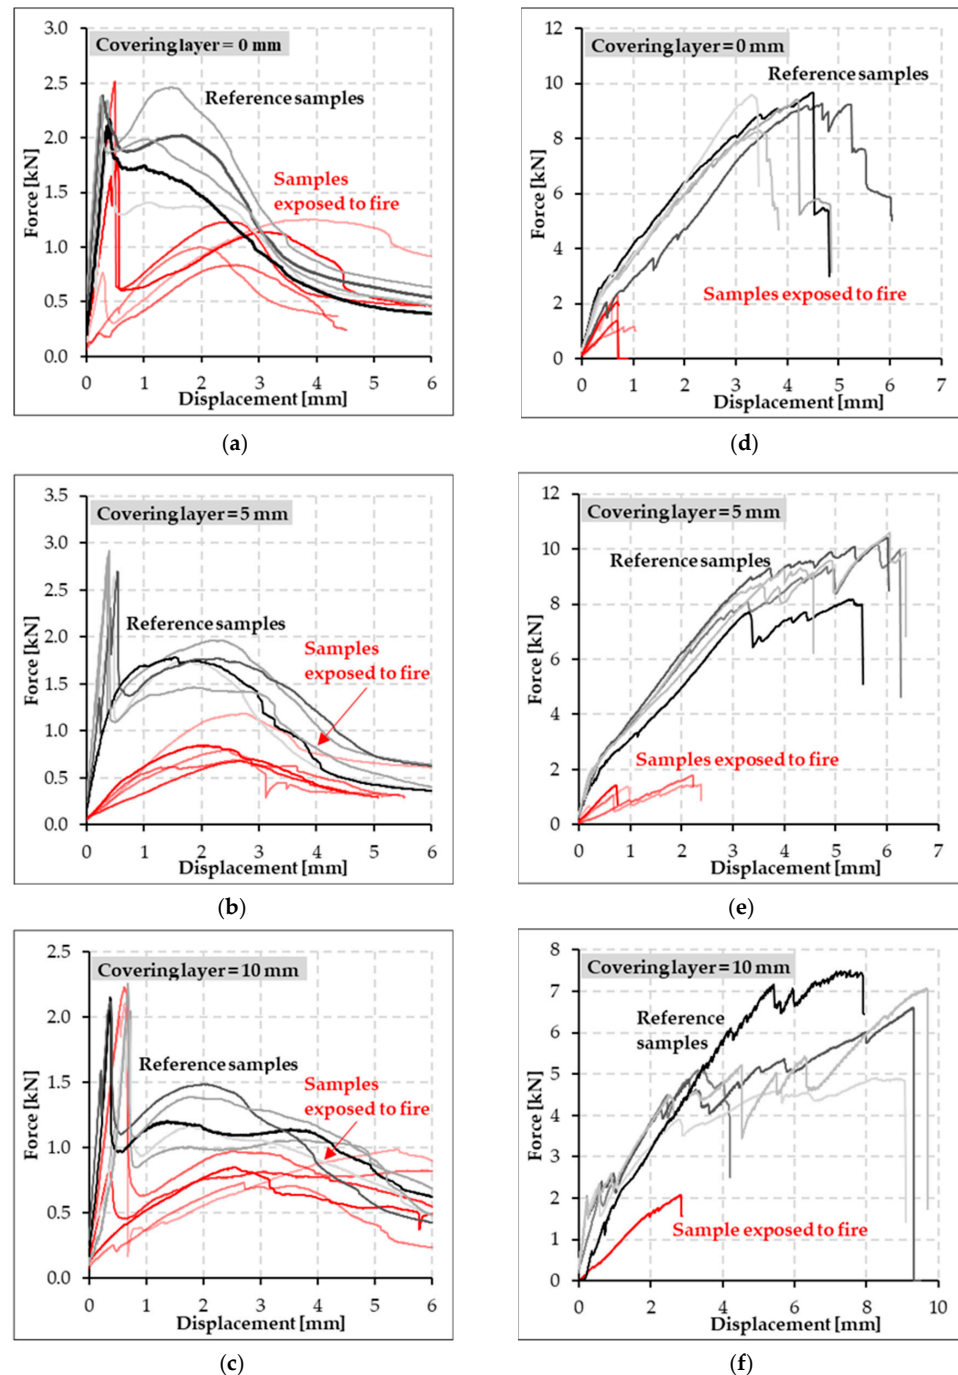 3.0
Covering layer = 0 mm
2.5
Reference samples
2.0
1.5
Samples
exposed to fire
1.0
0.5
0.0
Force [kN]
0 1 2 3 4 5 6
Displacement [mm]
(a)
12
Covering layer = 0 mm
Reference samples
10
8
6
4
Samples exposed to fire
2
0
Force [kN]
0 1 2 3 4 5 6 7
Displacement [mm]
(d)
3.5
Covering layer = 5 mm
3.0
2.5
2.0
Reference samples
Samples
exposed to fire
1.5
1.0
0.5
0.0
Force [kN]
0 1 2 3 4 5 6
Displacement [mm]
(b)
12
Covering layer = 5 mm
10
Reference samples
8
6
4
Samples exposed to fire
2
0
Force [kN]
0 1 2 3 4 5 6 7
Displacement [mm]
(e)
2.5
Covering layer = 10 mm
2.0
Reference samples
1.5
Samples
exposed to fire
1.0
0.5
0.0
Force [kN]
0 1 2 3 4 5 6
Displacement [mm]
(c)
8
Covering layer = 10 mm
7
Reference
samples
6
5
4
3
2
Sample exposed to fire
1
0
Force [kN]
0 2 4 6 8 10
Displacement [mm]
(f)